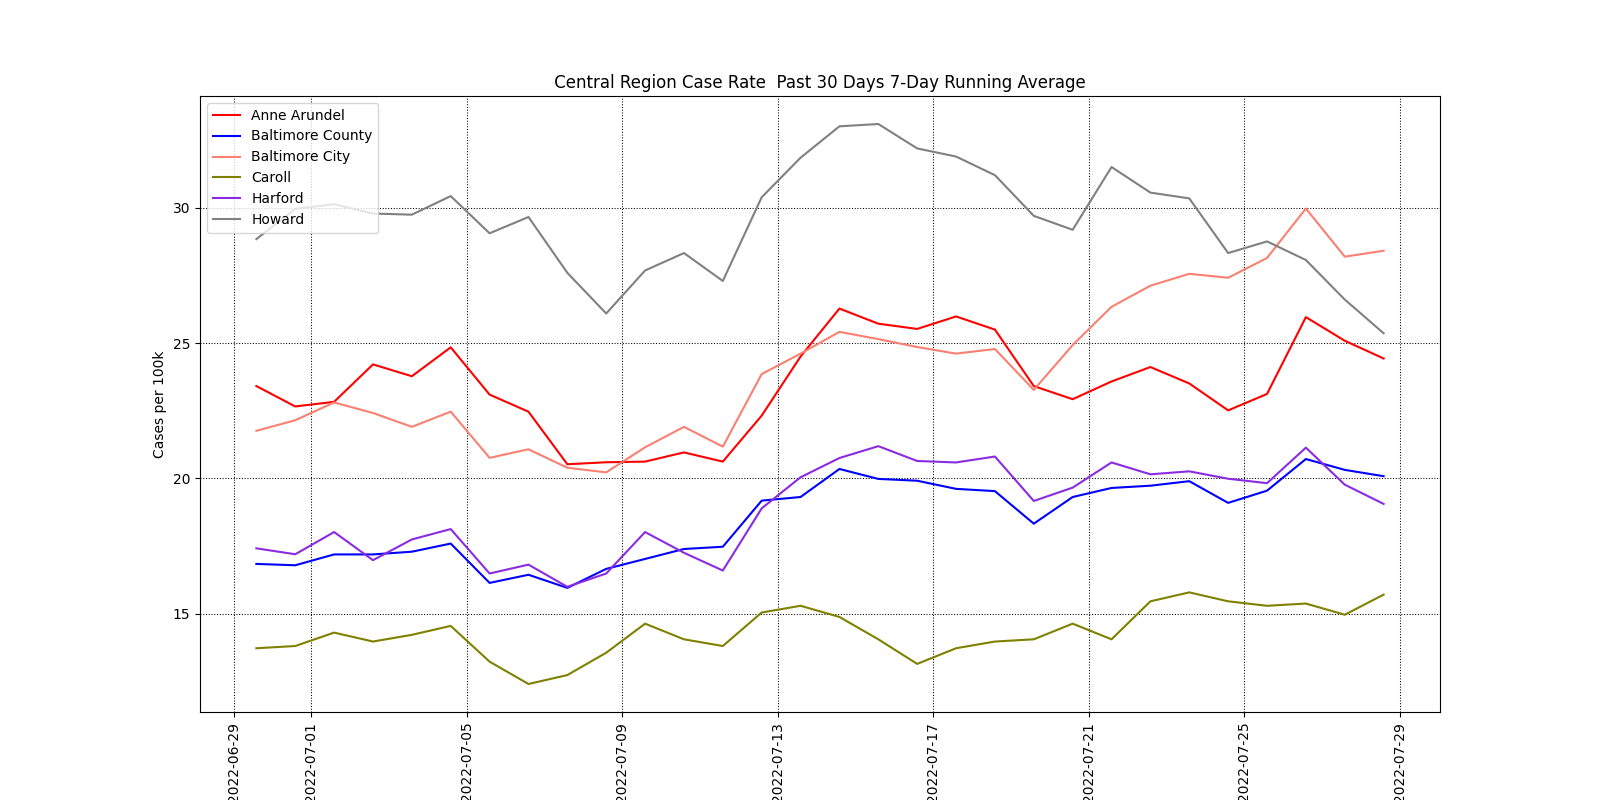 Central Region Case Rate  Past 30 Days 7-Day Running Average
Anne Arundel
Baltimore County
Baltimore City
Caroll
Harford
Howard
Cases per 100k
30
25
20
15
2022-06-29
2022-07-01
2022-07-05
2022-07-09
2022-07-13
2022-07-17
2022-07-21
2022-07-25
2022-07-29